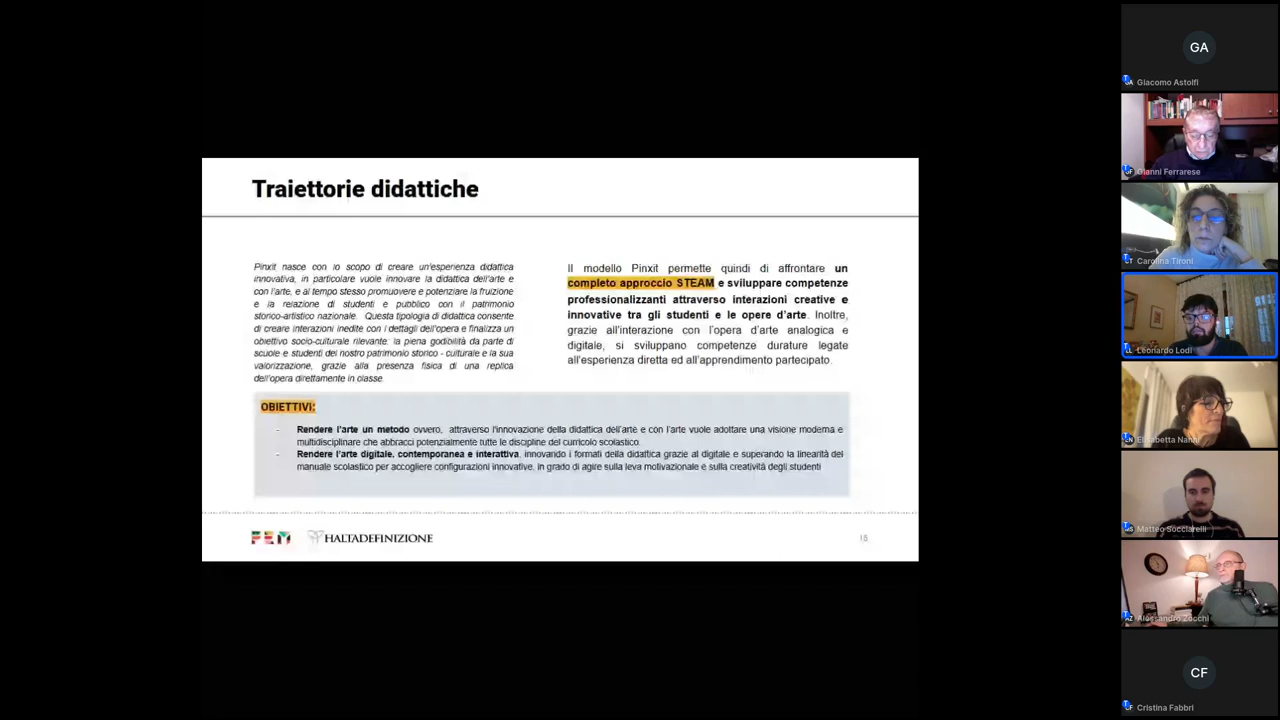 Traiettorie didattiche
Pinxit nasce con lo scopo di creare un'esperienza didattica
innovativa, in particolare vuole innovare la didattica dell'arte e
con l'arte, e al tempo stesso promuovere e potenziare la fruizione
e la relazione di studenti e pubblico con il patrimonio
storico-artistico nazionale. Questa tipologia di didattica consente
di creare interazioni inedite con i dettagli dell'opera e finalizza un
obiettivo socio-culturale rilevante: la piena godibilità da parte di
scuole e studenti del nostro patrimonio storico - culturale e la sua
valorizzazione, grazie alla presenza fisica di una replica
dell'opera direttamente in classe.
Il modello Pinxit permette quindi di affrontare un
completo approccio STEAM e sviluppare competenze
professionalizzanti attraverso interazioni creative e
innovative tra gli studenti e le opere d'arte. Inoltre,
grazie all'interazione con l'opera d'arte analogica e
digitale, si sviluppano competenze durature legate
all'esperienza diretta ed all'apprendimento partecipato.
OBIETTIVI:
- Rendere l'arte un metodo ovvero, attraverso l'innovazione della didattica dell'arte e con l'arte vuole adottare una visione moderna e
multidisciplinare che abbracci potenzialmente tutte le discipline del curricolo scolastico.
- Rendere l'arte digitale, contemporanea e interattiva, innovando i formati della didattica grazie al digitale e superando la linearità del
manuale scolastico per accogliere configurazioni innovative, in grado di agire sulla leva motivazionale e sulla creatività degli studenti
FEM HALTADEFINIZIONE
GA
Giacomo Astolfi
Gianni Ferrarese
Carolina Tironi
Leonardo Lodi
Elisabetta Nanni
Matteo Socciarelli
Alessandro Zocchi
CF
Cristina Fabbri